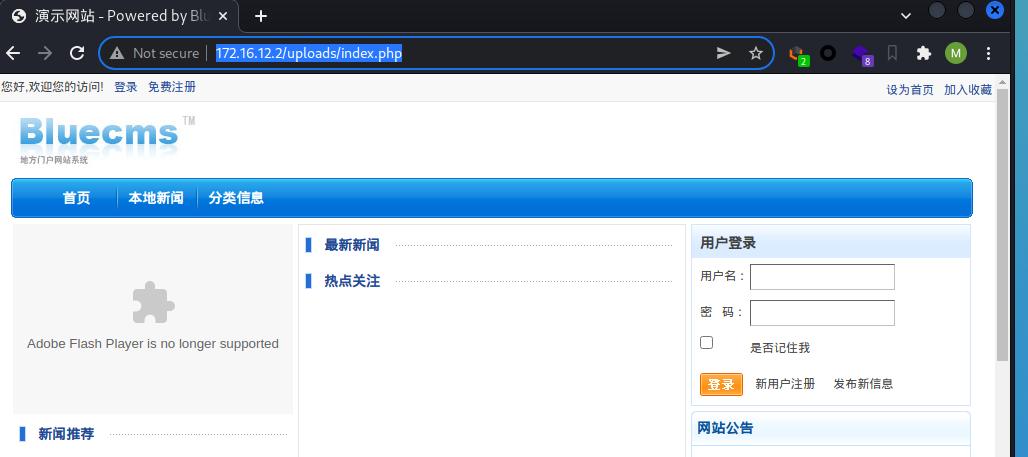 演示网站 - Powered by Blu
Not secure
172.16.12.2/uploads/index.php
2
8
M
您好,欢迎您的访问! 登录 免费注册
设为首页 加入收藏
Bluecms TM
地方门户网站系统
首页 本地新闻 分类信息
Adobe Flash Player is no longer supported
新闻推荐
最新新闻
热点关注
用户登录
用户名：
密 码：
是否记住我
登录 新用户注册 发布新信息
网站公告